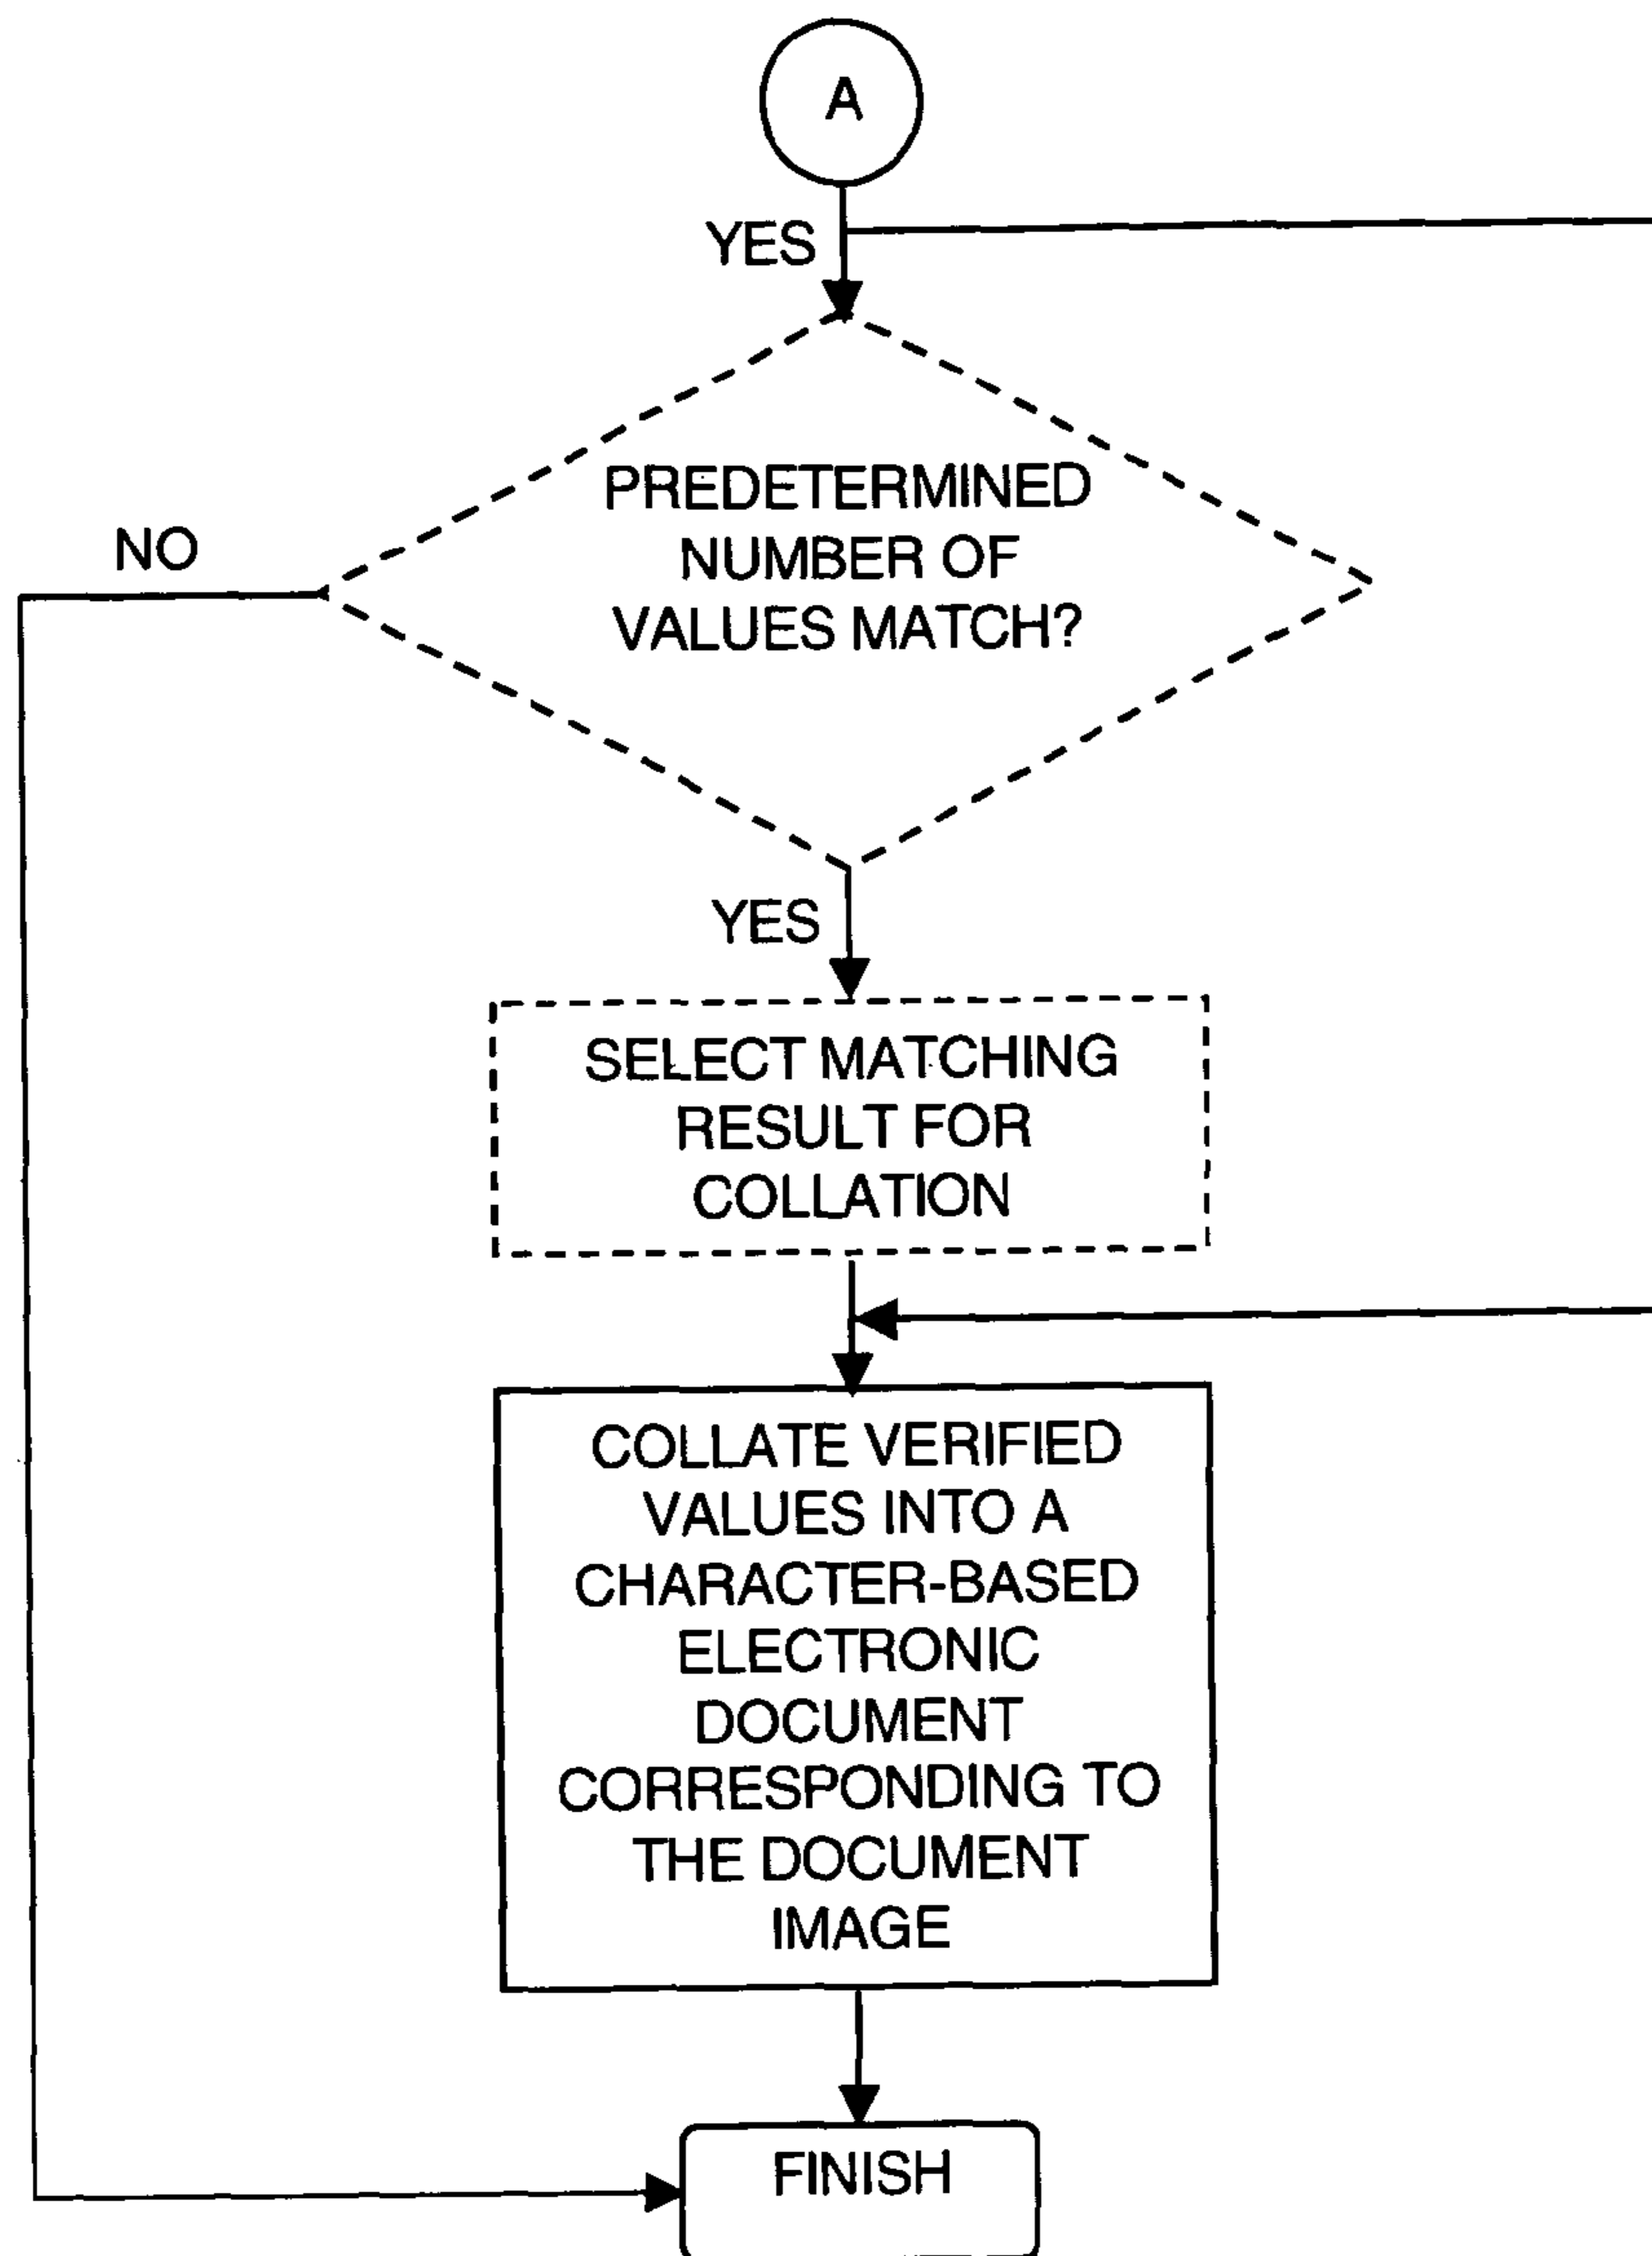 A
YES
PREDETERMINED
NUMBER OF
VALUES MATCH?
NO
YES
SELECT MATCHING
RESULT FOR
COLLATION
COLLATE VERIFIED
VALUES INTO A
CHARACTER-BASED
ELECTRONIC
DOCUMENT
CORRESPONDING TO
THE DOCUMENT
IMAGE
FINISH